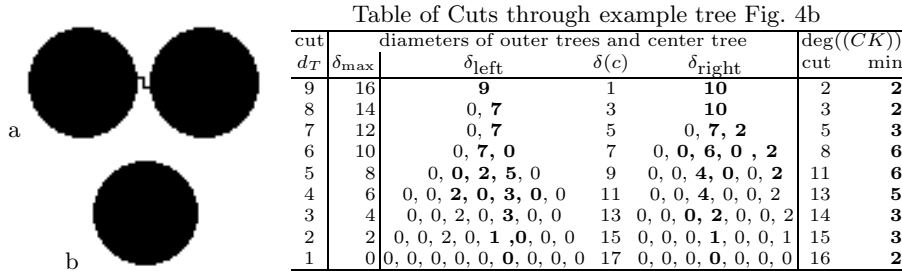 Table of Cuts through example tree Fig. 4b
cut diameters of outer trees and center tree deg((CK))
d_T δ_max δ_left δ(c) δ_right cut min
9 16 9 1 10 2 2
8 14 0, 7 3 10 3 2
7 12 0, 7 5 0, 7, 2 5 3
6 10 0, 7, 0 7 0, 0, 6, 0 , 2 8 6
5 8 0, 0, 2, 5, 0 9 0, 0, 4, 0, 0, 2 11 6
4 6 0, 0, 2, 0, 3, 0, 0 11 0, 0, 4, 0, 0, 2 13 5
3 4 0, 0, 2, 0, 3, 0, 0 13 0, 0, 0, 2, 0, 0, 2 14 3
2 2 0, 0, 2, 0, 1 ,0, 0, 0 15 0, 0, 0, 1, 0, 0, 1 15 3
1 0 0, 0, 0, 0, 0, 0, 0, 0, 0 17 0, 0, 0, 0, 0, 0, 0 16 2
a
b